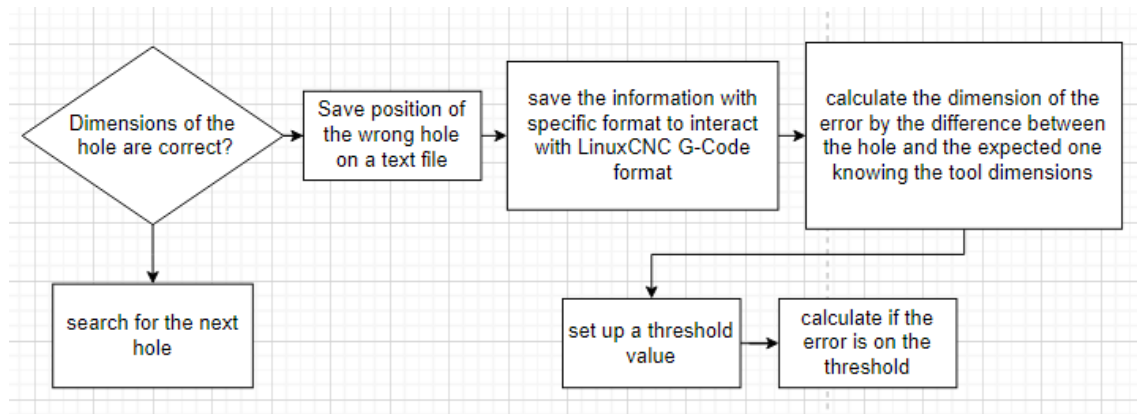 Dimensions of the
hole are correct?
Save position of
the wrong hole
on a text file
save the information with
specific format to interact
with LinuxCNC G-Code
format
calculate the dimension of the
error by the difference between
the hole and the expected one
knowing the tool dimensions
search for the next
hole
set up a threshold
value
calculate if the
error is on the
threshold